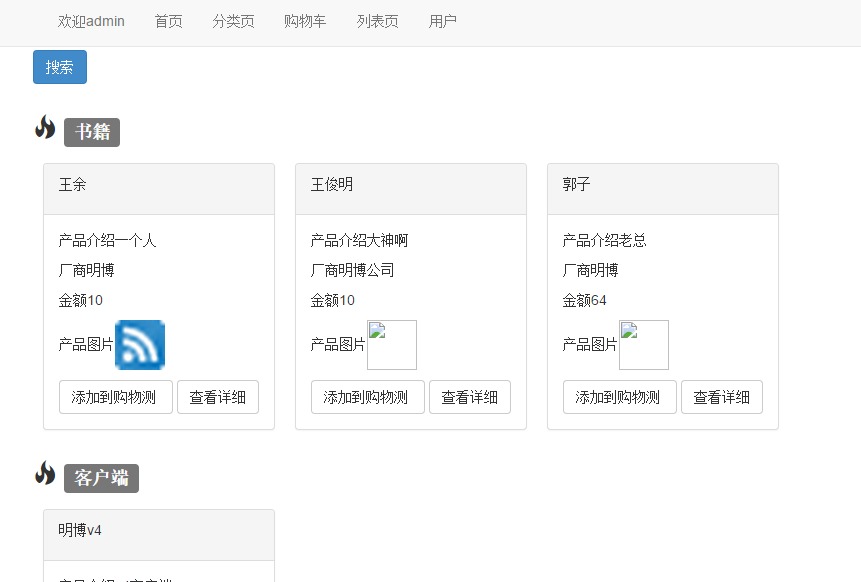 欢迎admin 首页 分类页 购物车 列表页 用户
搜索
书籍
王余 王俊明 郭子
产品介绍一个人 产品介绍大神啊 产品介绍老总
厂商明博 厂商明博公司 厂商明博
金额10 金额10 金额64
产品图片 产品图片 产品图片
添加到购物测 查看详细 添加到购物测 查看详细 添加到购物测 查看详细
客户端
明博v4